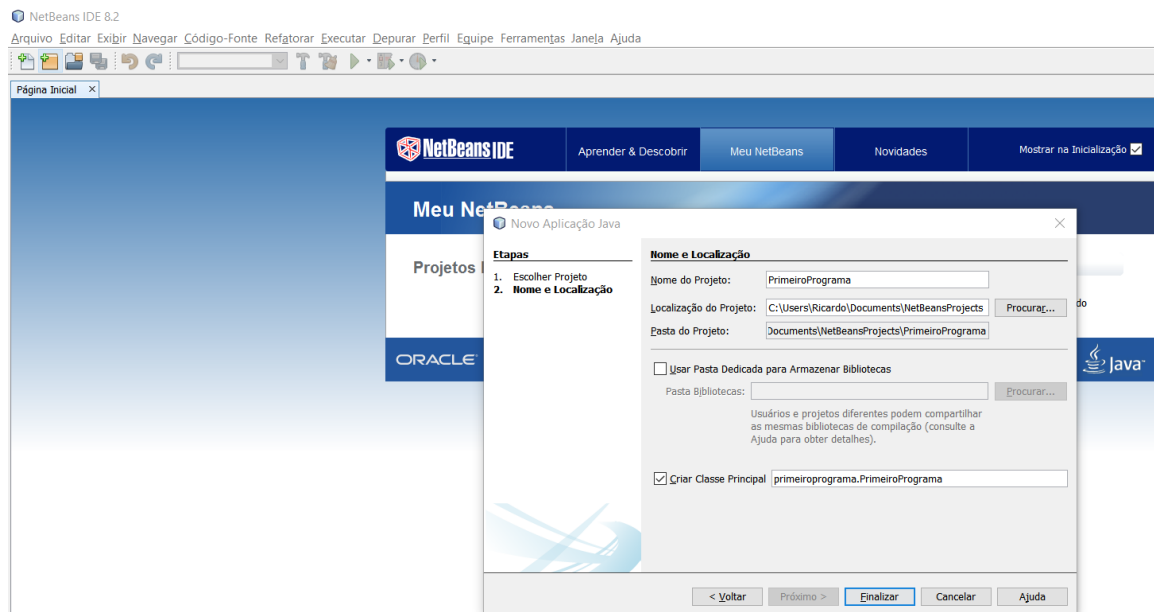 NetBeans IDE 8.2
Arquivo Editar Exibir Navegar Código-Fonte Refatorar Executar Depurar Perfil Equipe Ferramentas Janela Ajuda
Página Inicial
NetBeans IDE
Aprender & Descobrir
Meu NetBeans
Novidades
Mostrar na Inicialização
Meu NetBeans
Novo Aplicação Java
Projetos
Etapas
1. Escolher Projeto
2. Nome e Localização
Nome e Localização
Nome do Projeto: PrimeiroPrograma
Localização do Projeto: C:\Users\Ricardo\Documents\NetBeansProjects Procurar...
do
Pasta do Projeto: Documents\NetBeansProjects\PrimeiroPrograma
ORACLE
Java
Usar Pasta Dedicada para Armazenar Bibliotecas
Pasta Bibliotecas: Procurar...
Usuários e projetos diferentes podem compartilhar
as mesmas bibliotecas de compilação (consulte a
Ajuda para obter detalhes).
Criar Classe Principal primeiroprograma.PrimeiroPrograma
< Voltar Próximo > Finalizar Cancelar Ajuda